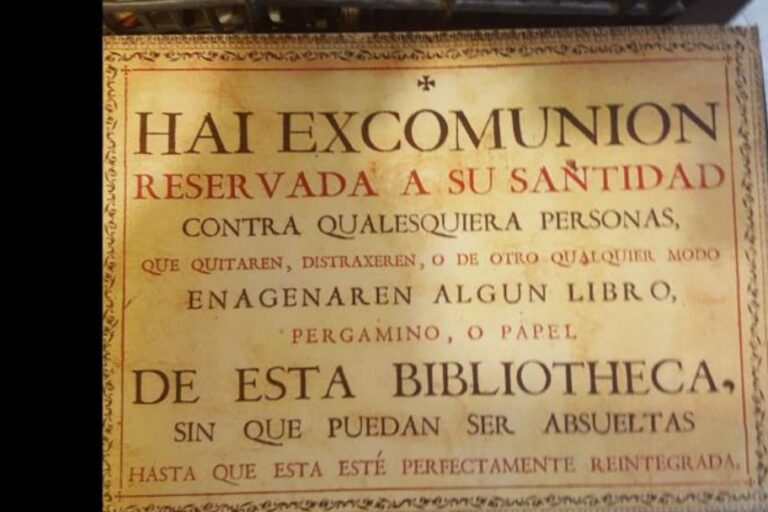 ✠
HAI EXCOMUNION
RESERVADA A SU SANTIDAD
CONTRA QUALESQUIERA PERSONAS,
QUE QUITAREN, DISTRAXEREN, O DE OTRO QUALQUIER MODO
ENAGENAREN ALGUN LIBRO,
PERGAMINO, O PAPEL
DE ESTA BIBLIOTHECA,
SIN QUE PUEDAN SER ABSUELTAS
HASTA QUE ESTA ESTÉ PERFECTAMENTE REINTEGRADA.